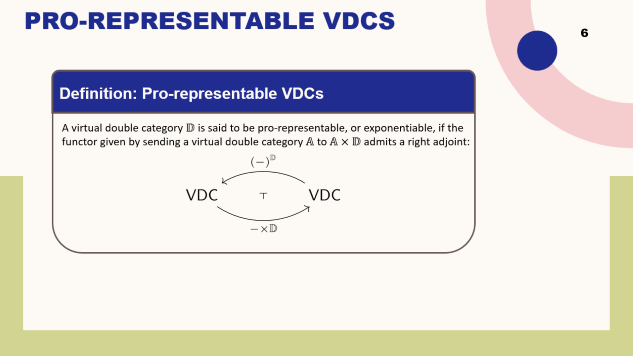 PRO-REPRESENTABLE VDCS
6
Definition: Pro-representable VDCs
A virtual double category 𝔻 is said to be pro-representable, or exponentiable, if the
functor given by sending a virtual double category 𝔸 to 𝔸 × 𝔻 admits a right adjoint:
(−)^𝔻
VDC ⊤ VDC
−×𝔻